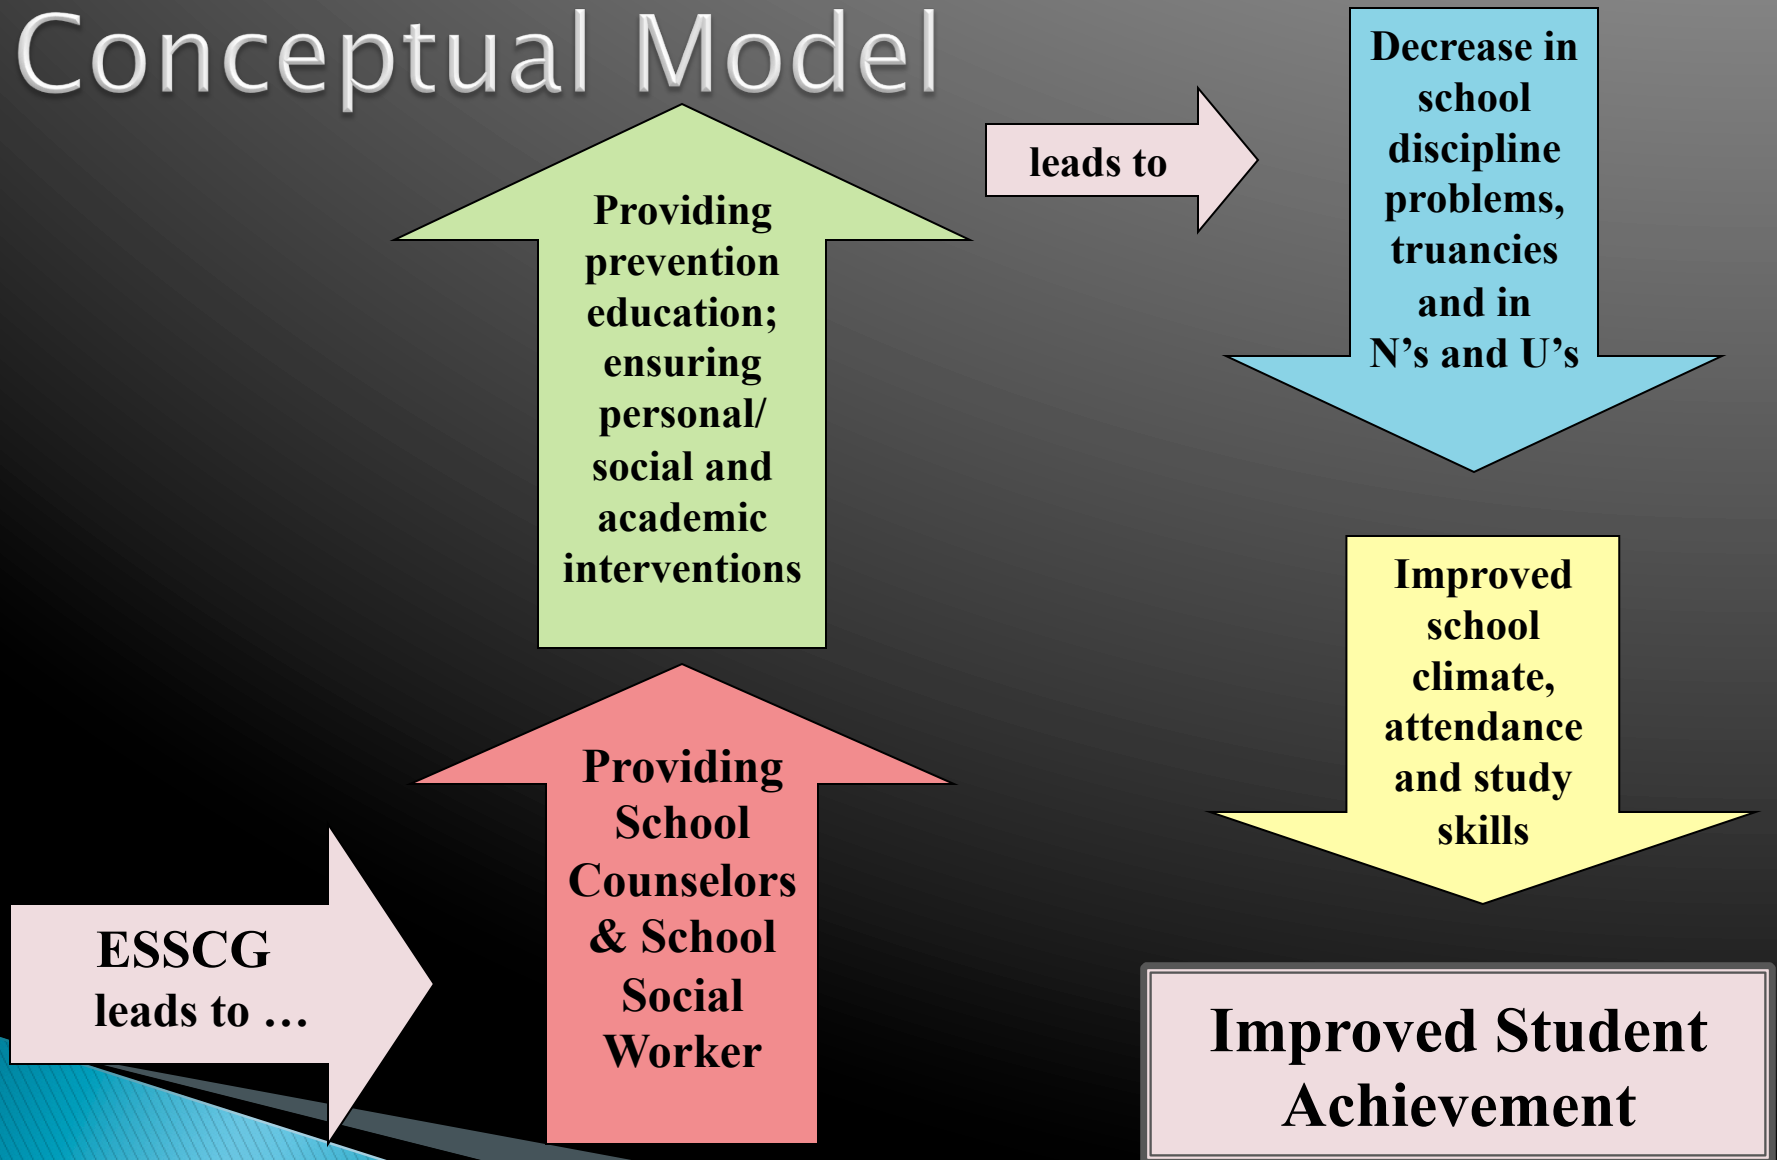 Conceptual Model
ESSCG
leads to …
Providing
School
Counselors
& School
Social
Worker
Providing
prevention
education;
ensuring
personal/
social and
academic
interventions
leads to
Decrease in
school
discipline
problems,
truancies
and in
N’s and U’s
Improved
school
climate,
attendance
and study
skills
Improved Student
Achievement